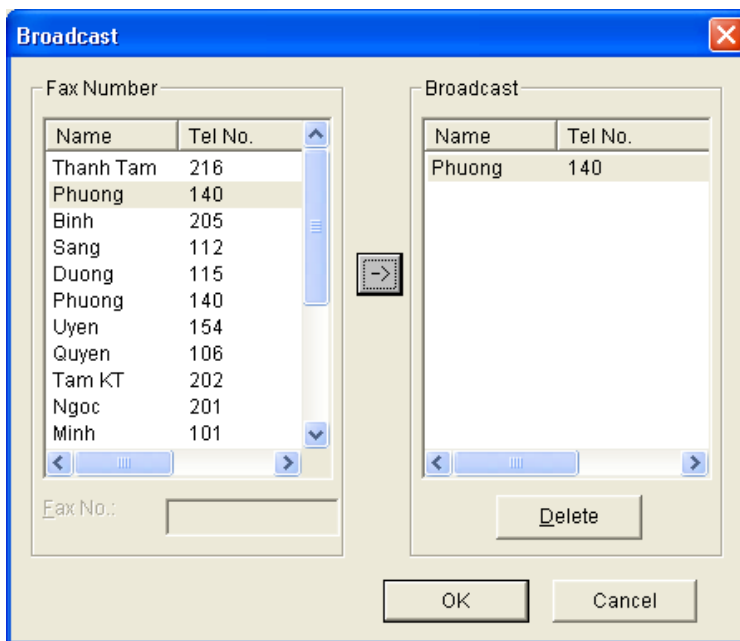 Broadcast
Fax Number
Name Tel No.
Thanh Tam 216
Phuong 140
Binh 205
Sang 112
Duong 115
Phuong 140
Uyen 154
Quyen 106
Tam KT 202
Ngoc 201
Minh 101
Fax No.:
->
Broadcast
Name Tel No.
Phuong 140
Delete
OK Cancel